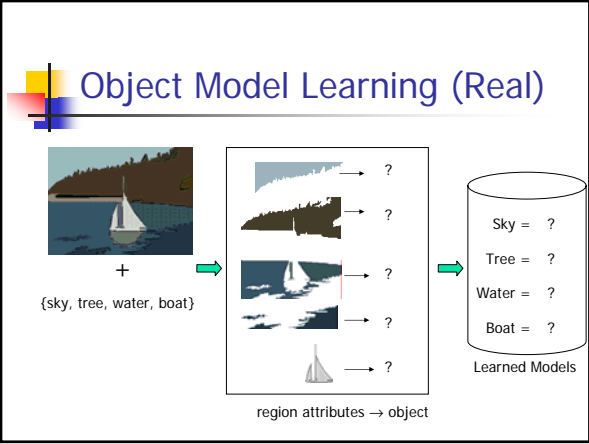 Object Model Learning (Real)
+
{sky, tree, water, boat}
?
?
?
?
?
region attributes → object
Sky = ?
Tree = ?
Water = ?
Boat = ?
Learned Models